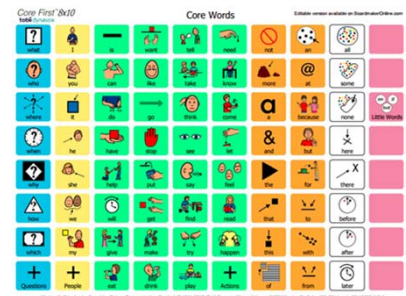 Core First 8x10
tobii dynavox
Core Words
Editable version available on BoardmakerOnline.com
what I is want tell need not an all
who you can like take know more at some
where it do go think come a because none Little Words
when he have stop see let and but here
why she help put say feel the for there
how we will get find read that to before
which my give make try happen this with after
Questions People eat drink play Actions of from later